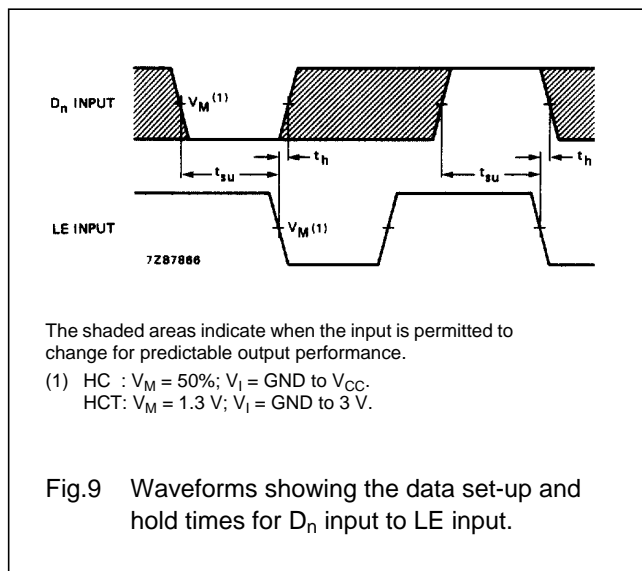 Dn INPUT
VM(1)
th
th
tsu
tsu
LE INPUT
VM(1)
7Z87866
The shaded areas indicate when the input is permitted to
change for predictable output performance.
(1) HC : VM = 50%; VI = GND to VCC.
HCT: VM = 1.3 V; VI = GND to 3 V.
Fig.9 Waveforms showing the data set-up and
hold times for Dn input to LE input.